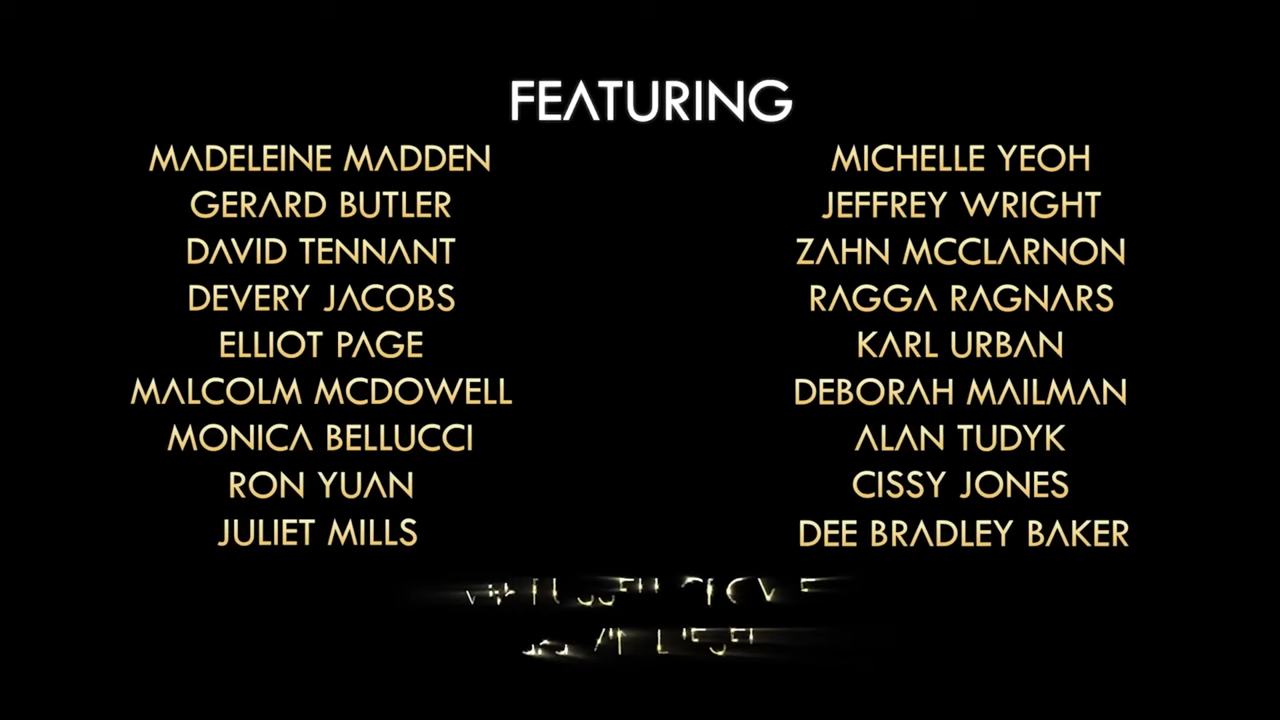 FEATURING
MADELEINE MADDEN
GERARD BUTLER
DAVID TENNANT
DEVERY JACOBS
ELLIOT PAGE
MALCOLM MCDOWELL
MONICA BELLUCCI
RON YUAN
JULIET MILLS
MICHELLE YEOH
JEFFREY WRIGHT
ZAHN MCCLARNON
RAGGA RAGNARS
KARL URBAN
DEBORAH MAILMAN
ALAN TUDYK
CISSY JONES
DEE BRADLEY BAKER